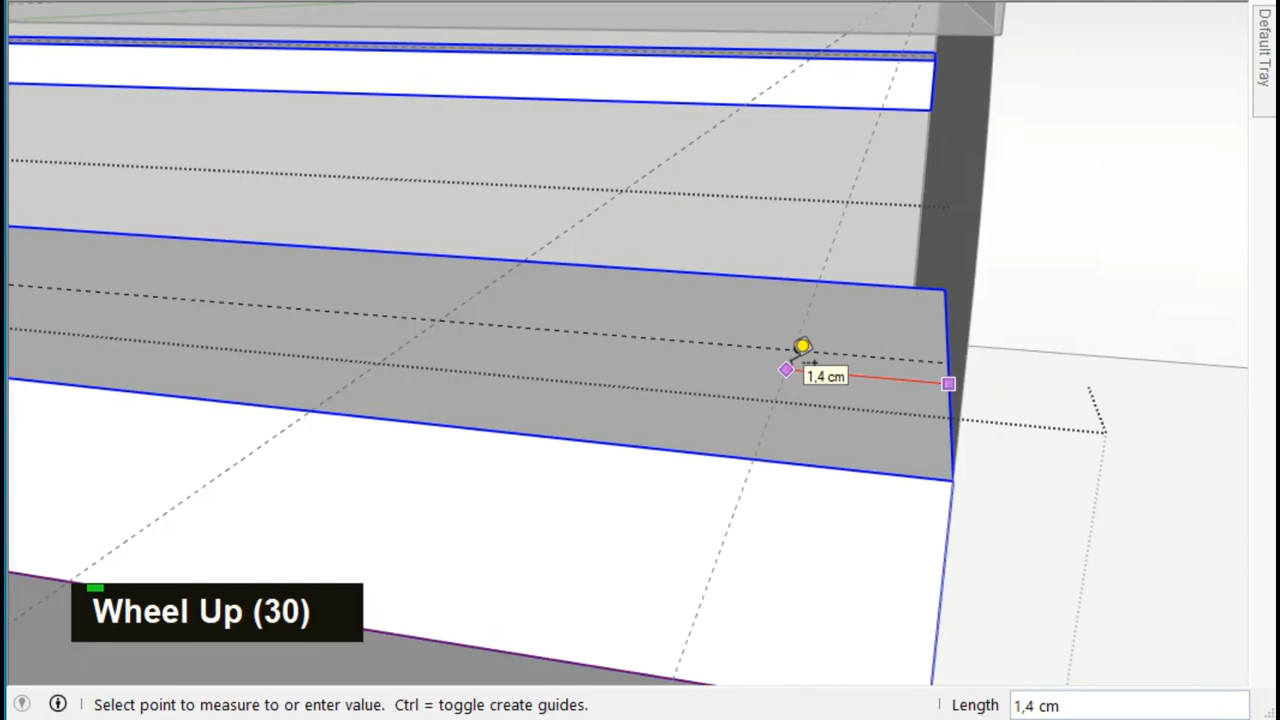 Default Tray
1,4 cm
Wheel Up (30)
Select point to measure to or enter value. Ctrl = toggle create guides.
Length
1,4 cm